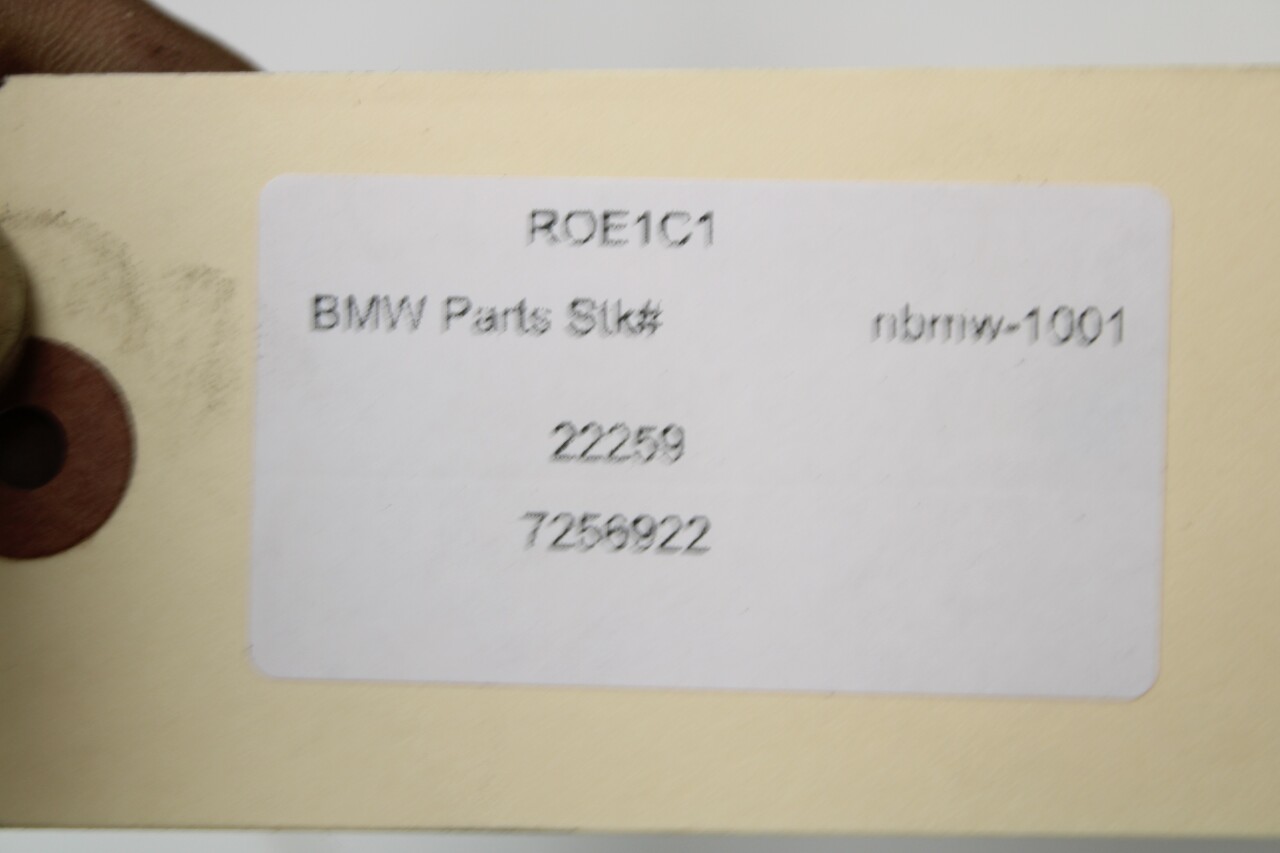 ROE1C1
BMW Parts Stk# nbmw-1001
22259
7256922